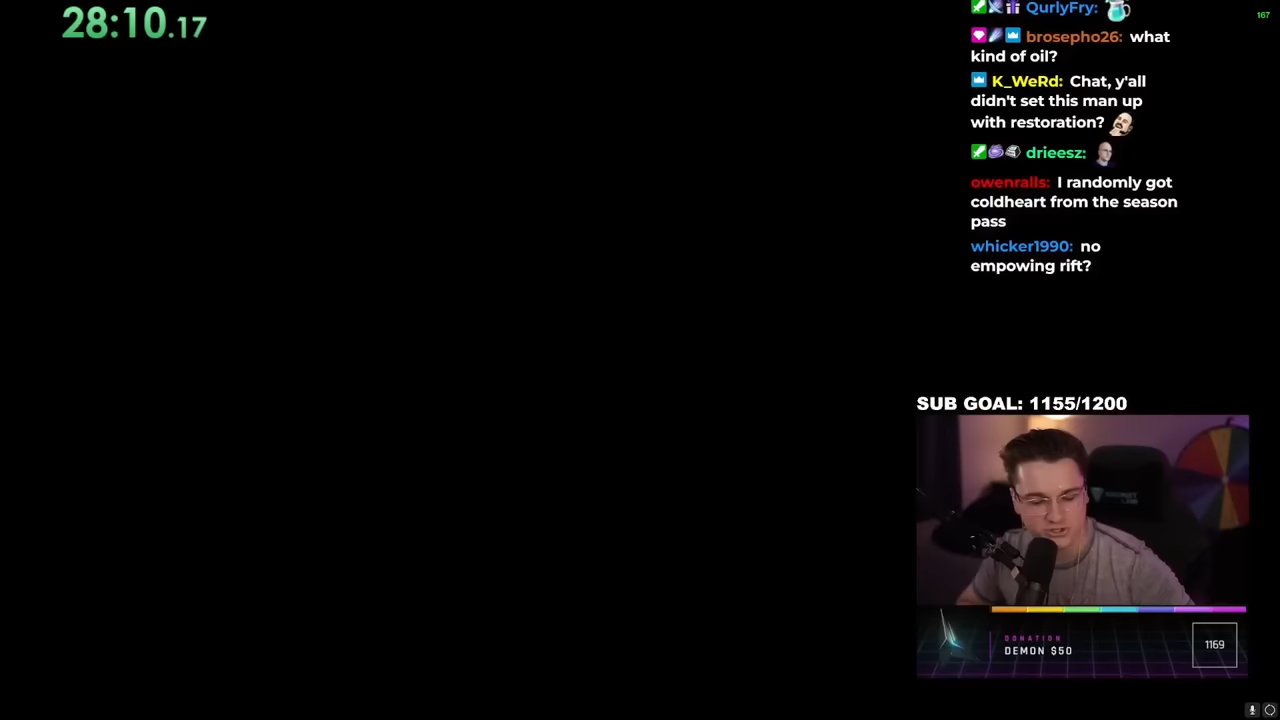 28:10.17
167
QurlyFry:
brosepho26: what
kind of oil?
K_WeRd: Chat, y'all
didn't set this man up
with restoration?
drieesz:
owenralls: I randomly got
coldheart from the season
pass
whicker1990: no
empowing rift?
SUB GOAL: 1155/1200
DONATION
DEMON $50
1169